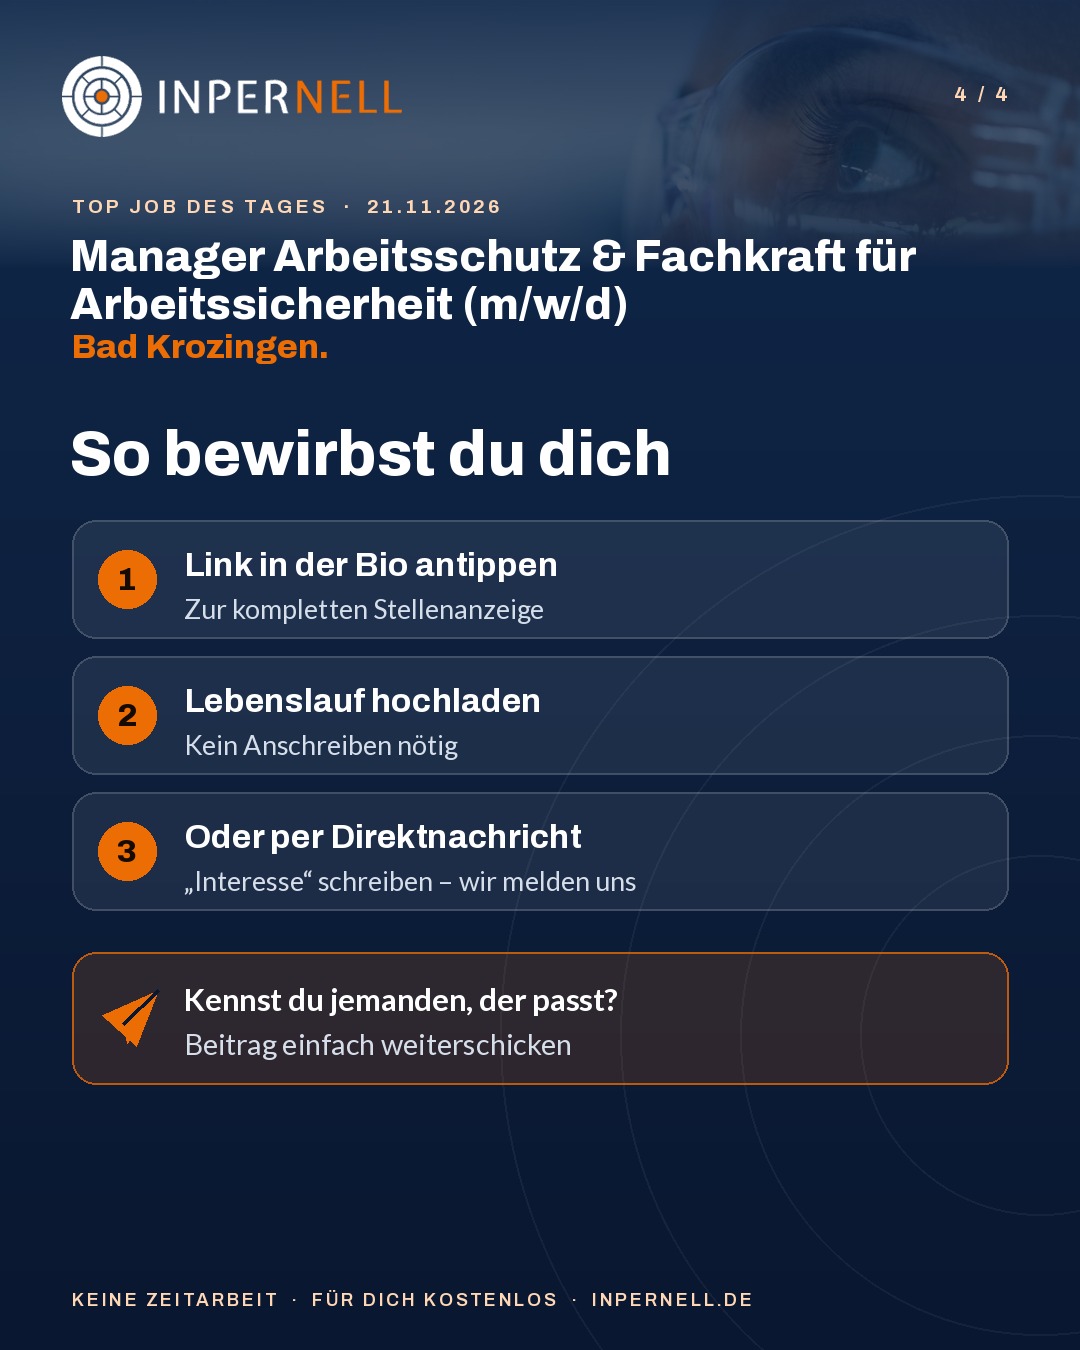 INPERNELL
4 / 4
TOP JOB DES TAGES · 21.11.2026
Manager Arbeitsschutz & Fachkraft für
Arbeitssicherheit (m/w/d)
Bad Krozingen.
So bewirbst du dich
1
Link in der Bio antippen
Zur kompletten Stellenanzeige
2
Lebenslauf hochladen
Kein Anschreiben nötig
3
Oder per Direktnachricht
„Interesse“ schreiben – wir melden uns
Kennst du jemanden, der passt?
Beitrag einfach weiterschicken
KEINE ZEITARBEIT · FÜR DICH KOSTENLOS · INPERNELL.DE